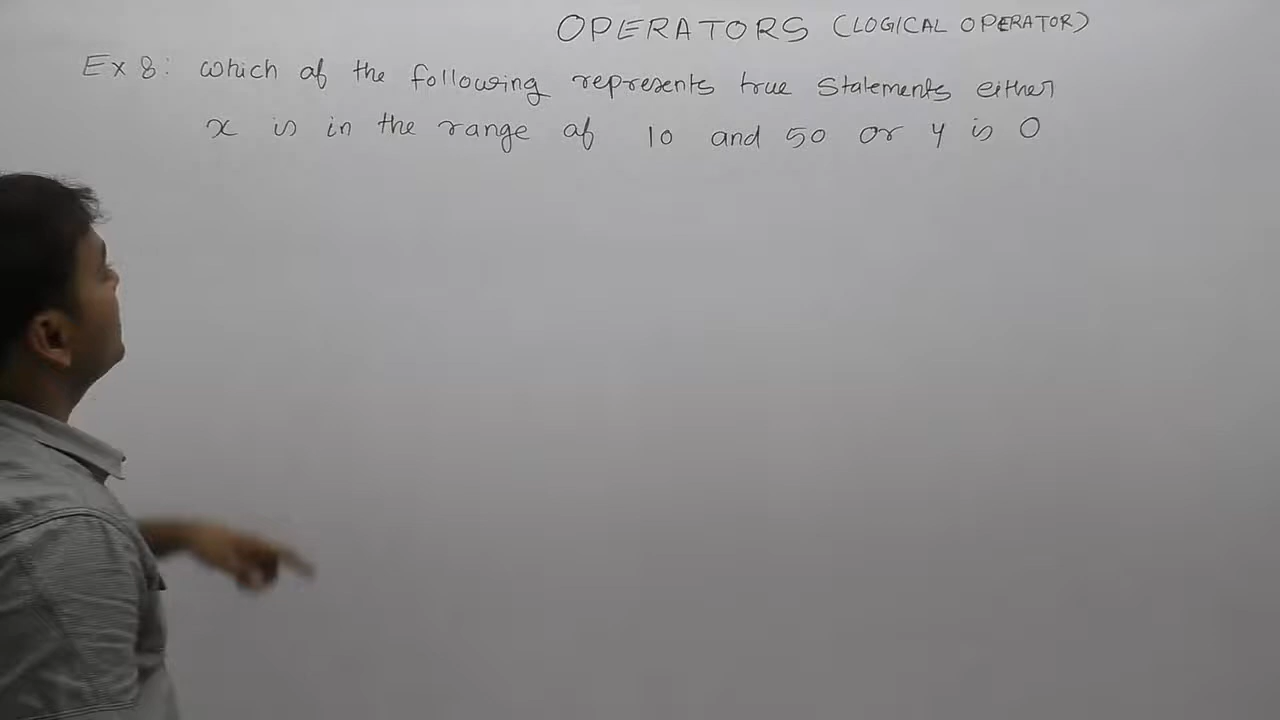 OPERATORS (LOGICAL OPERATOR)
Ex 8: which of the following represents true statements either
x is in the range of 10 and 50 or y is 0